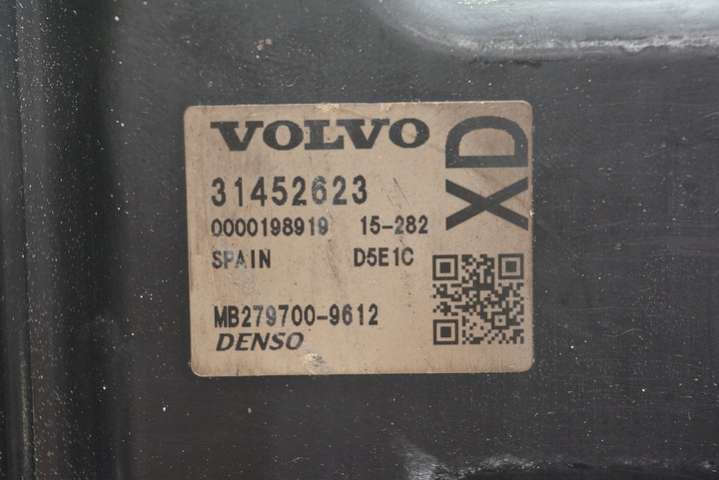 VOLVO
XD
31452623
0000198919 15-282
SPAIN D5E1C
MB279700-9612
DENSO